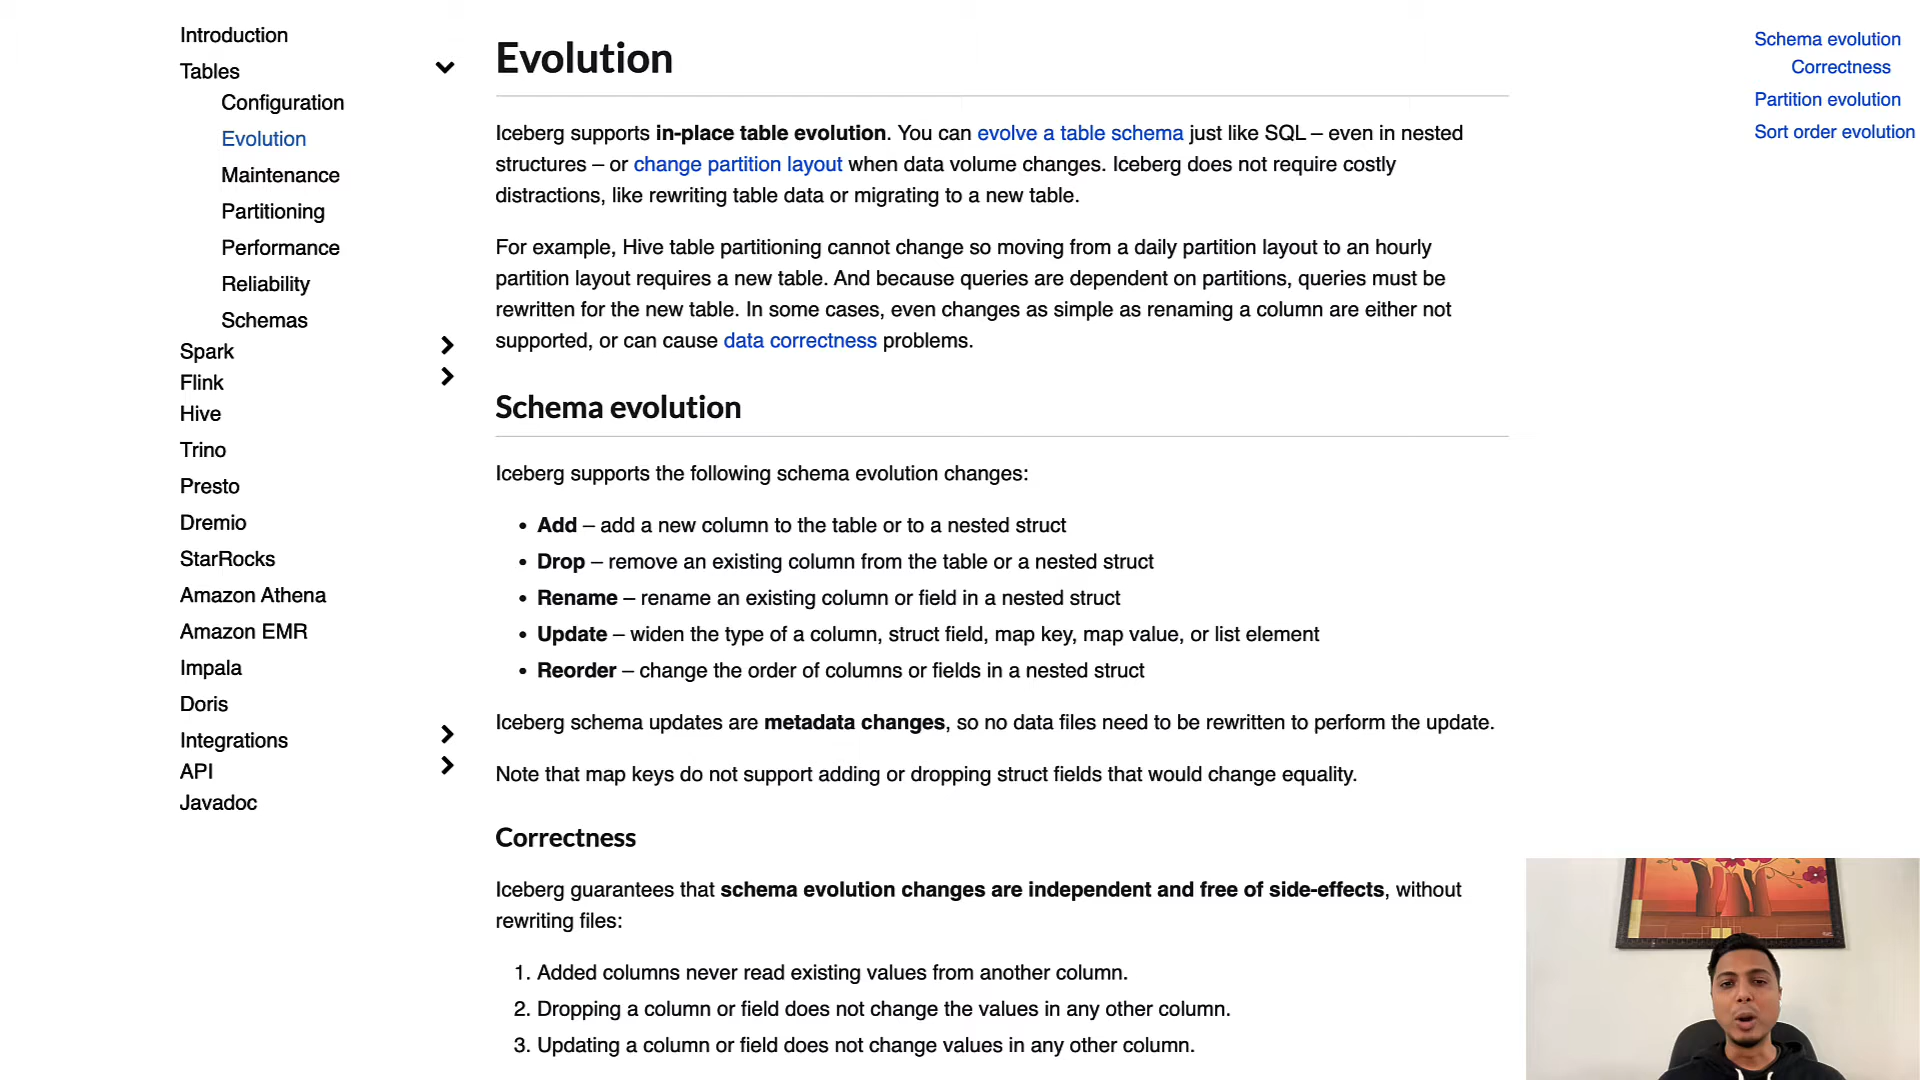 Introduction
Tables
Configuration
Evolution
Maintenance
Partitioning
Performance
Reliability
Schemas
Spark
Flink
Hive
Trino
Presto
Dremio
StarRocks
Amazon Athena
Amazon EMR
Impala
Doris
Integrations
API
Javadoc
Evolution
Iceberg supports in-place table evolution. You can evolve a table schema just like SQL – even in nested
structures – or change partition layout when data volume changes. Iceberg does not require costly
distractions, like rewriting table data or migrating to a new table.
For example, Hive table partitioning cannot change so moving from a daily partition layout to an hourly
partition layout requires a new table. And because queries are dependent on partitions, queries must be
rewritten for the new table. In some cases, even changes as simple as renaming a column are either not
supported, or can cause data correctness problems.
Schema evolution
Iceberg supports the following schema evolution changes:
• Add – add a new column to the table or to a nested struct
• Drop – remove an existing column from the table or a nested struct
• Rename – rename an existing column or field in a nested struct
• Update – widen the type of a column, struct field, map key, map value, or list element
• Reorder – change the order of columns or fields in a nested struct
Iceberg schema updates are metadata changes, so no data files need to be rewritten to perform the update.
Note that map keys do not support adding or dropping struct fields that would change equality.
Correctness
Iceberg guarantees that schema evolution changes are independent and free of side-effects, without
rewriting files:
1. Added columns never read existing values from another column.
2. Dropping a column or field does not change the values in any other column.
3. Updating a column or field does not change values in any other column.
Schema evolution
Correctness
Partition evolution
Sort order evolution